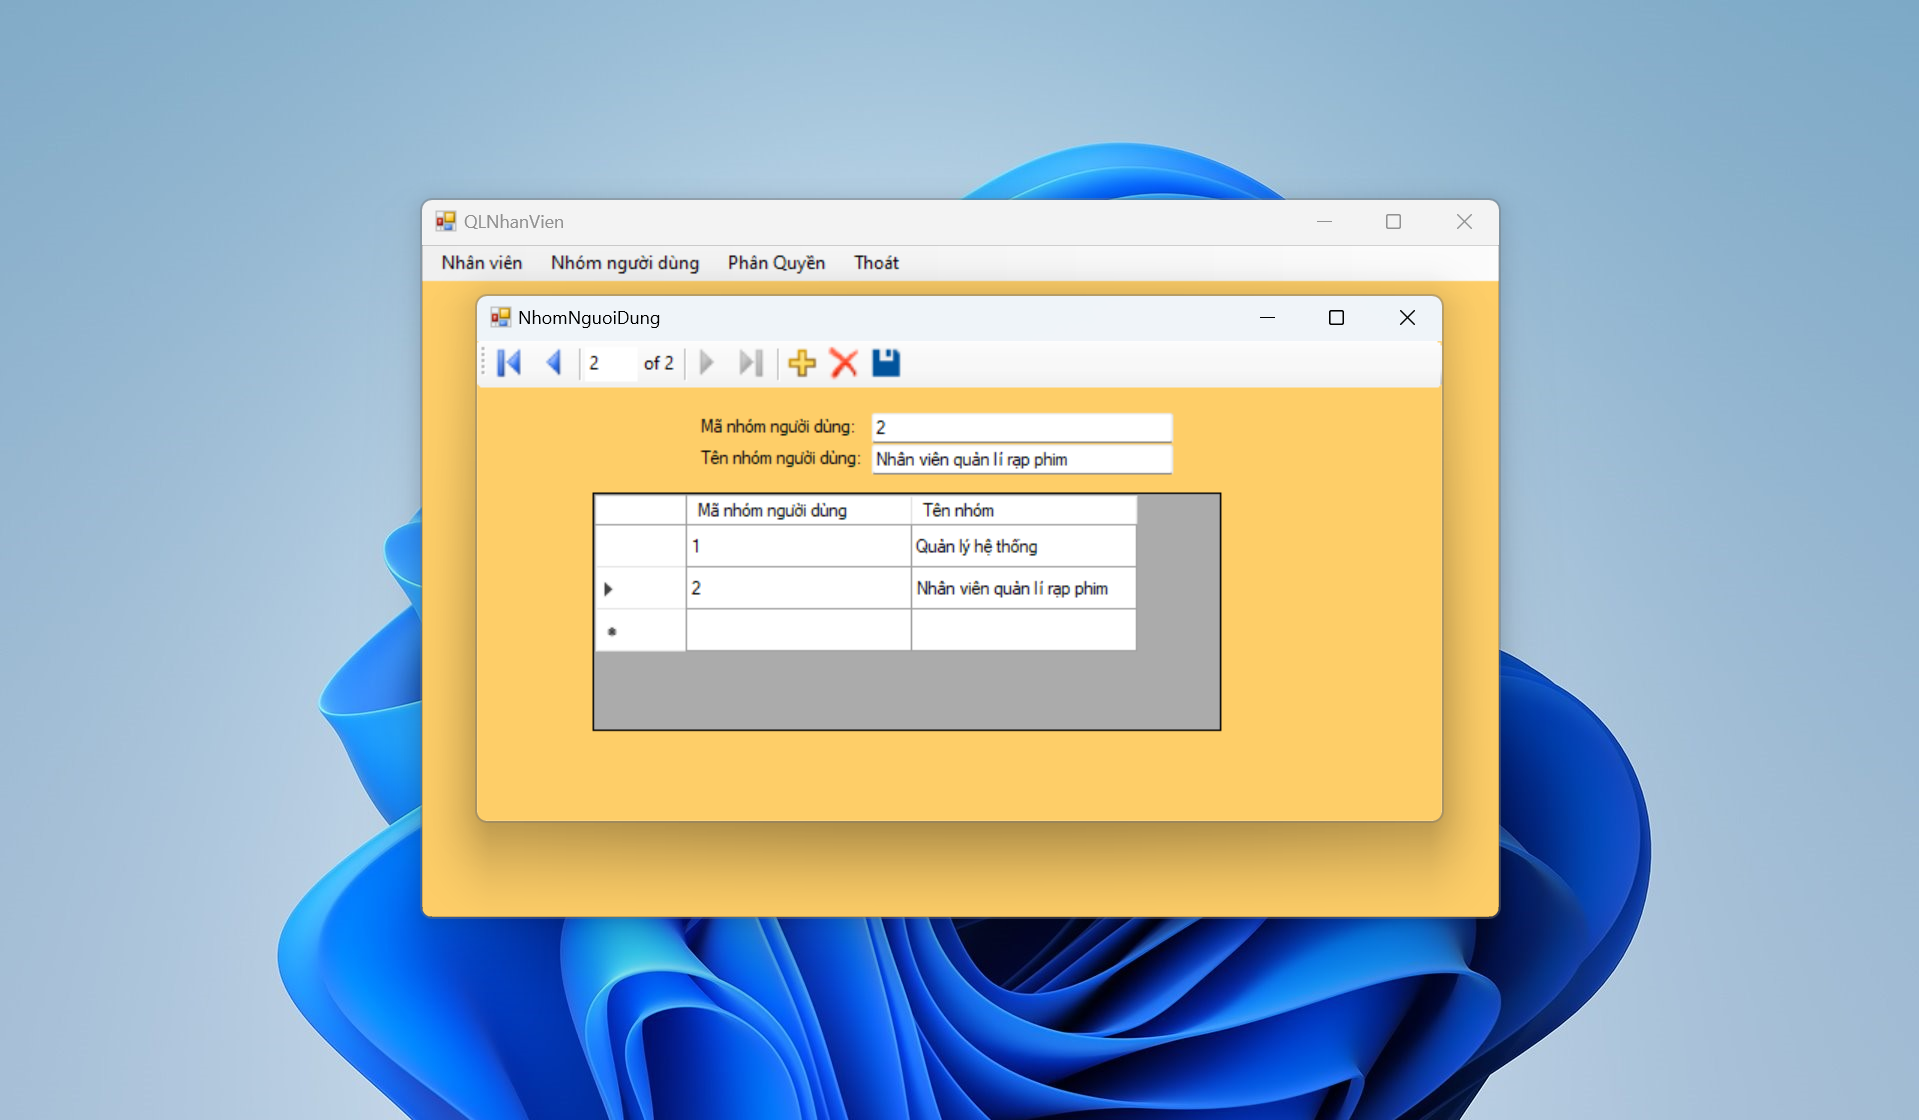 QLNhanVien
Nhân viên Nhóm người dùng Phân Quyền Thoát
NhomNguoiDung
2 of 2
Mã nhóm người dùng: 2
Tên nhóm người dùng: Nhân viên quản lí rạp phim
Mã nhóm người dùng Tên nhóm
1 Quản lý hệ thống
2 Nhân viên quản lí rạp phim